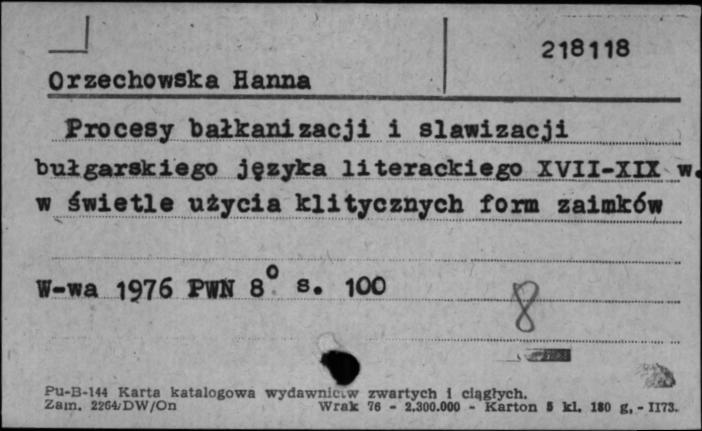 218118
Orzechowska Hanna
Procesy bałkanizacji i slawizacji
bułgarskiego języka literackiego XVII-XIX w.
w świetle użycia klitycznych form zaimków
W-wa 1976 PWN 8° s. 100
8
Pu-B-144 Karta katalogowa wydawnictw zwartych i ciągłych.
Zam. 2264/DW/On Wrak 76 - 2.300.000 - Karton 5 kl. 180 g. - II73.